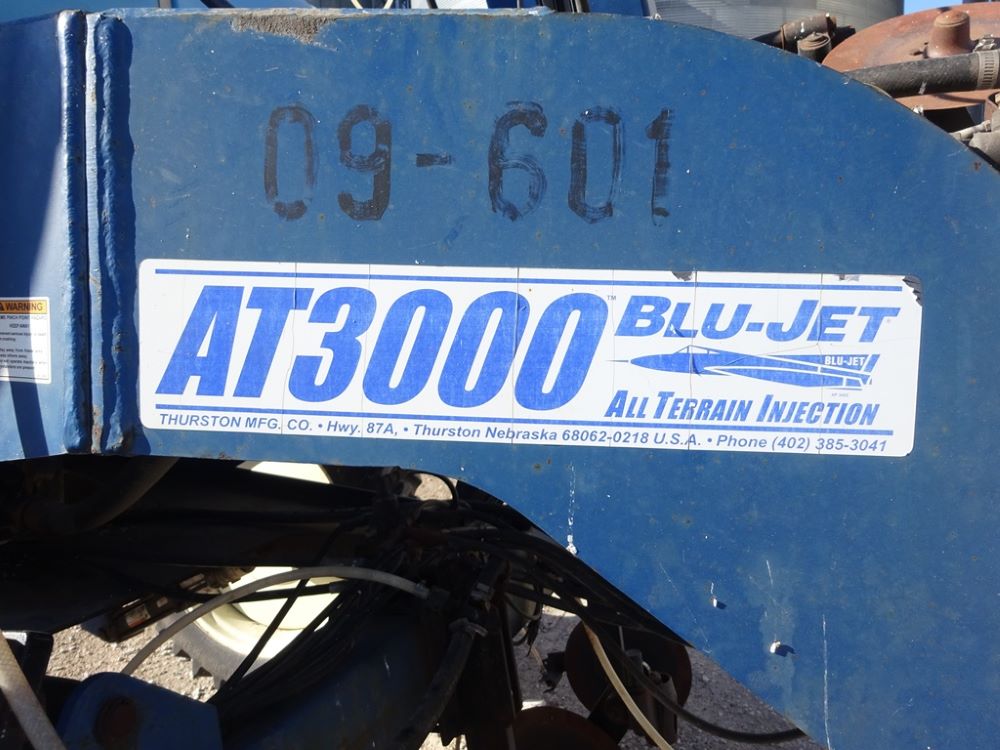 09-601
AT3000™
BLU-JET®
BLU-JET
ALL TERRAIN INJECTION
THURSTON MFG. CO. • Hwy. 87A, • Thurston Nebraska 68062-0218 U.S.A. • Phone (402) 385-3041
WARNING